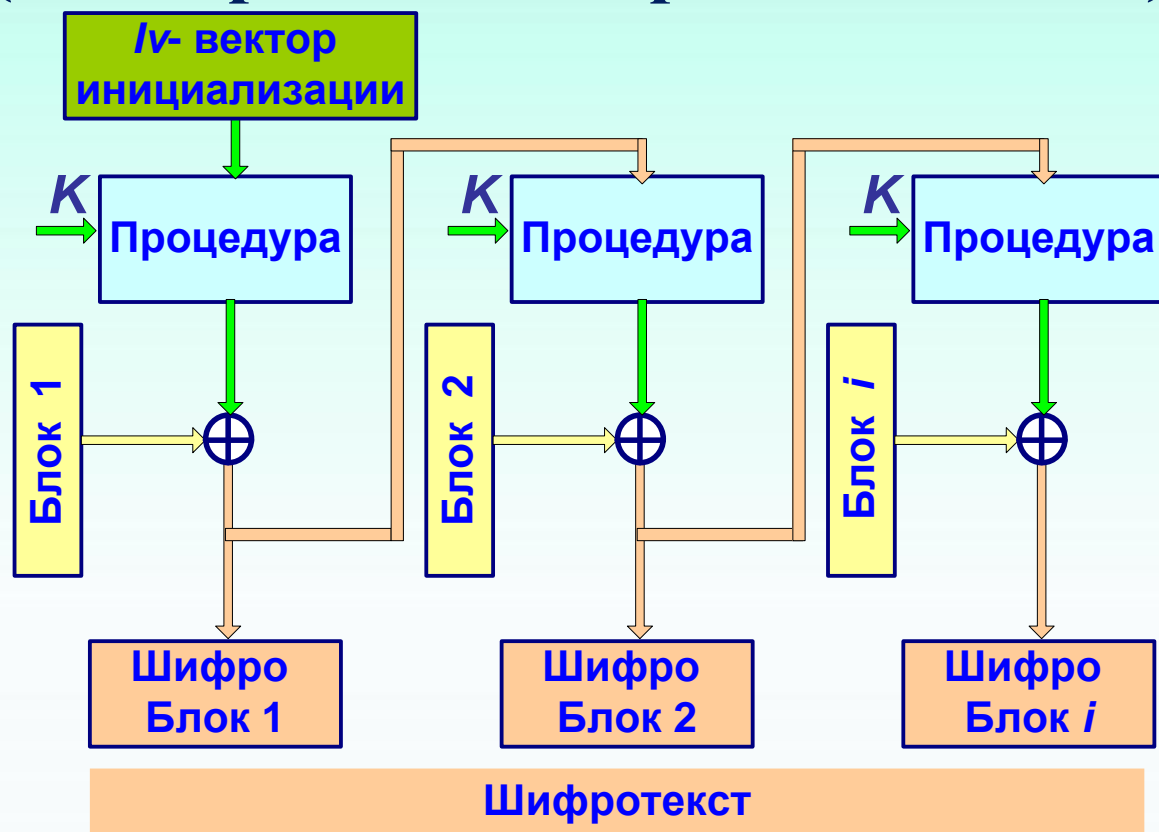 Iv- вектор
инициализации
K
Процедура
K
Процедура
K
Процедура
Блок 1
Блок 2
Блок i
Шифро
Блок 1
Шифро
Блок 2
Шифро
Блок i
Шифротекст